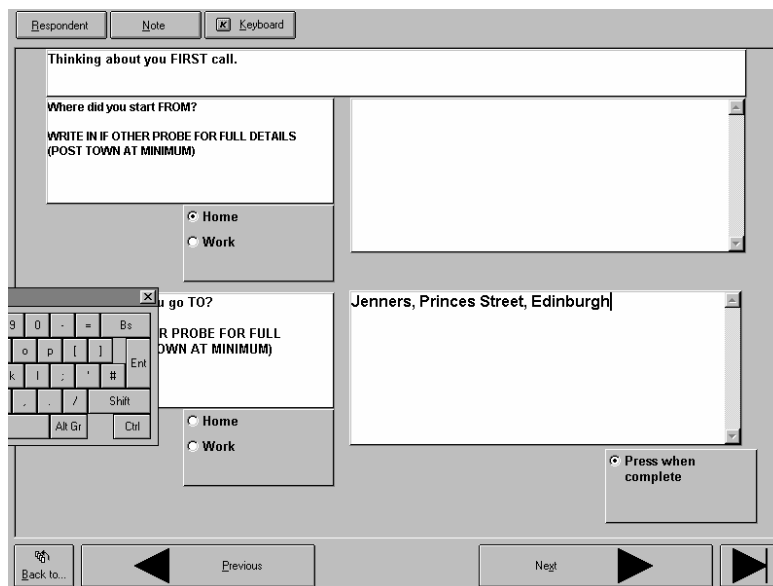 Respondent
Note
K Keyboard
Thinking about you FIRST call.
Where did you start FROM?
WRITE IN IF OTHER PROBE FOR FULL DETAILS
(POST TOWN AT MINIMUM)
Home
Work
u go TO?
R PROBE FOR FULL
OWN AT MINIMUM)
Jenners, Princes Street, Edinburgh
9 0 - = Bs
o p [ ]
Ent
k l ; ' #
, . / Shift
Alt Gr Ctrl
Home
Work
Press when
complete
Back to...
Previous
Next